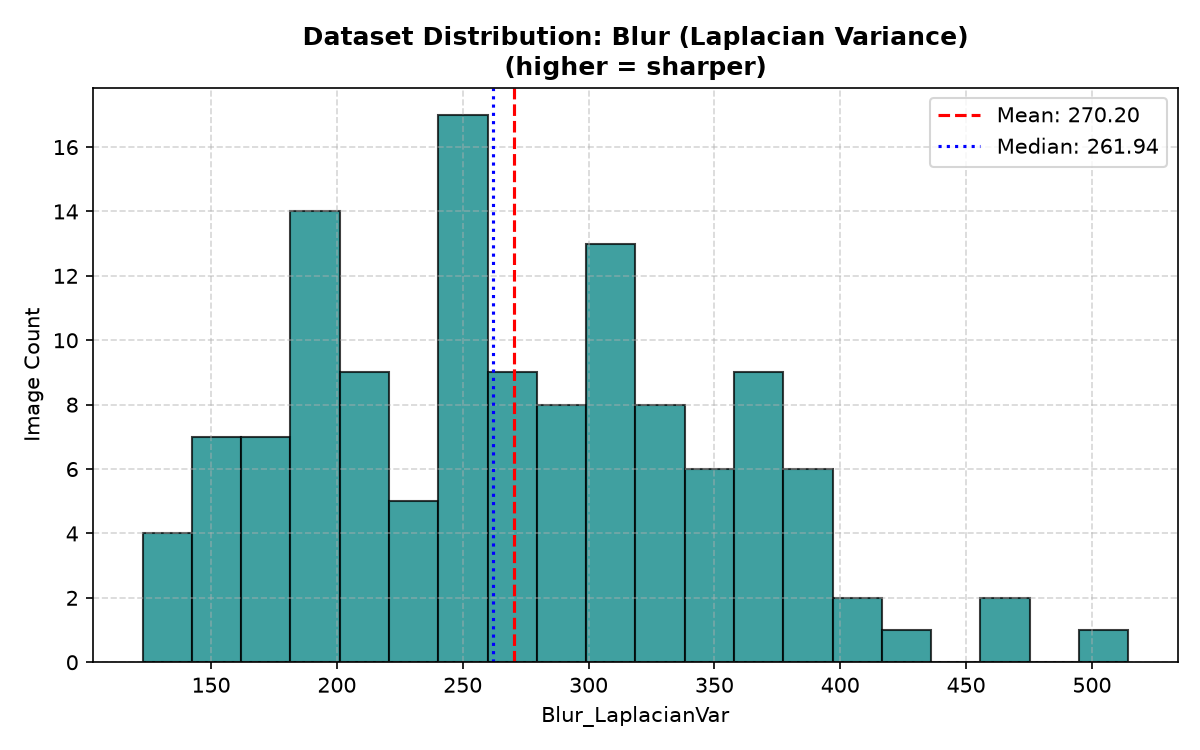 Dataset Distribution: Blur (Laplacian Variance)
(higher = sharper)
Mean: 270.20
Median: 261.94
Image Count
16
14
12
10
8
6
4
2
0
150 200 250 300 350 400 450 500
Blur_LaplacianVar